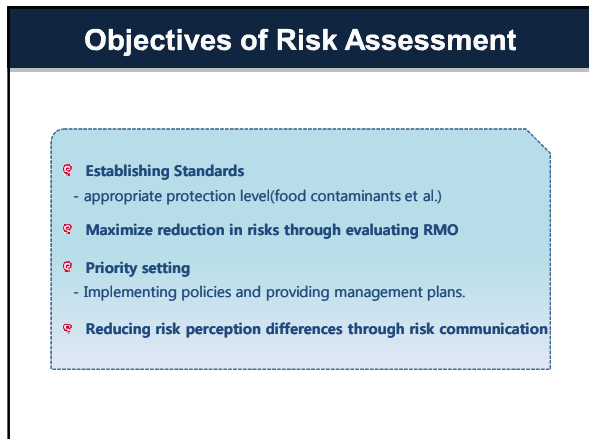 Objectives of Risk Assessment
Establishing Standards
- appropriate protection level(food contaminants et al.)
Maximize reduction in risks through evaluating RMO
Priority setting
- Implementing policies and providing management plans.
Reducing risk perception differences through risk communication